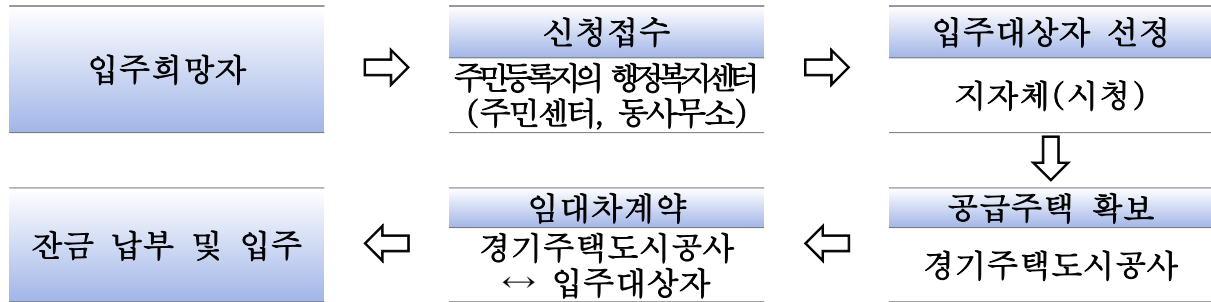 입주희망자
신청접수
주민등록지의 행정복지센터
(주민센터, 동사무소)
입주대상자 선정
지자체(시청)
공급주택 확보
경기주택도시공사
임대차계약
경기주택도시공사
↔ 입주대상자
잔금 납부 및 입주